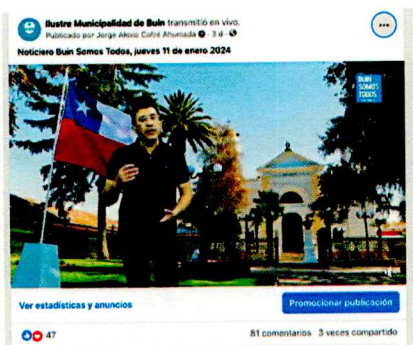 Ilustre Municipalidad de Buin transmitió en vivo.
Publicado por Jorge Alexis Cofré Ahumada · 3 d ·
Noticiero Buin Somos Todos, jueves 11 de enero 2024
BUIN
SOMOS
TODOS
Ver estadísticas y anuncios
Promocionar publicación
47
81 comentarios 3 veces compartido